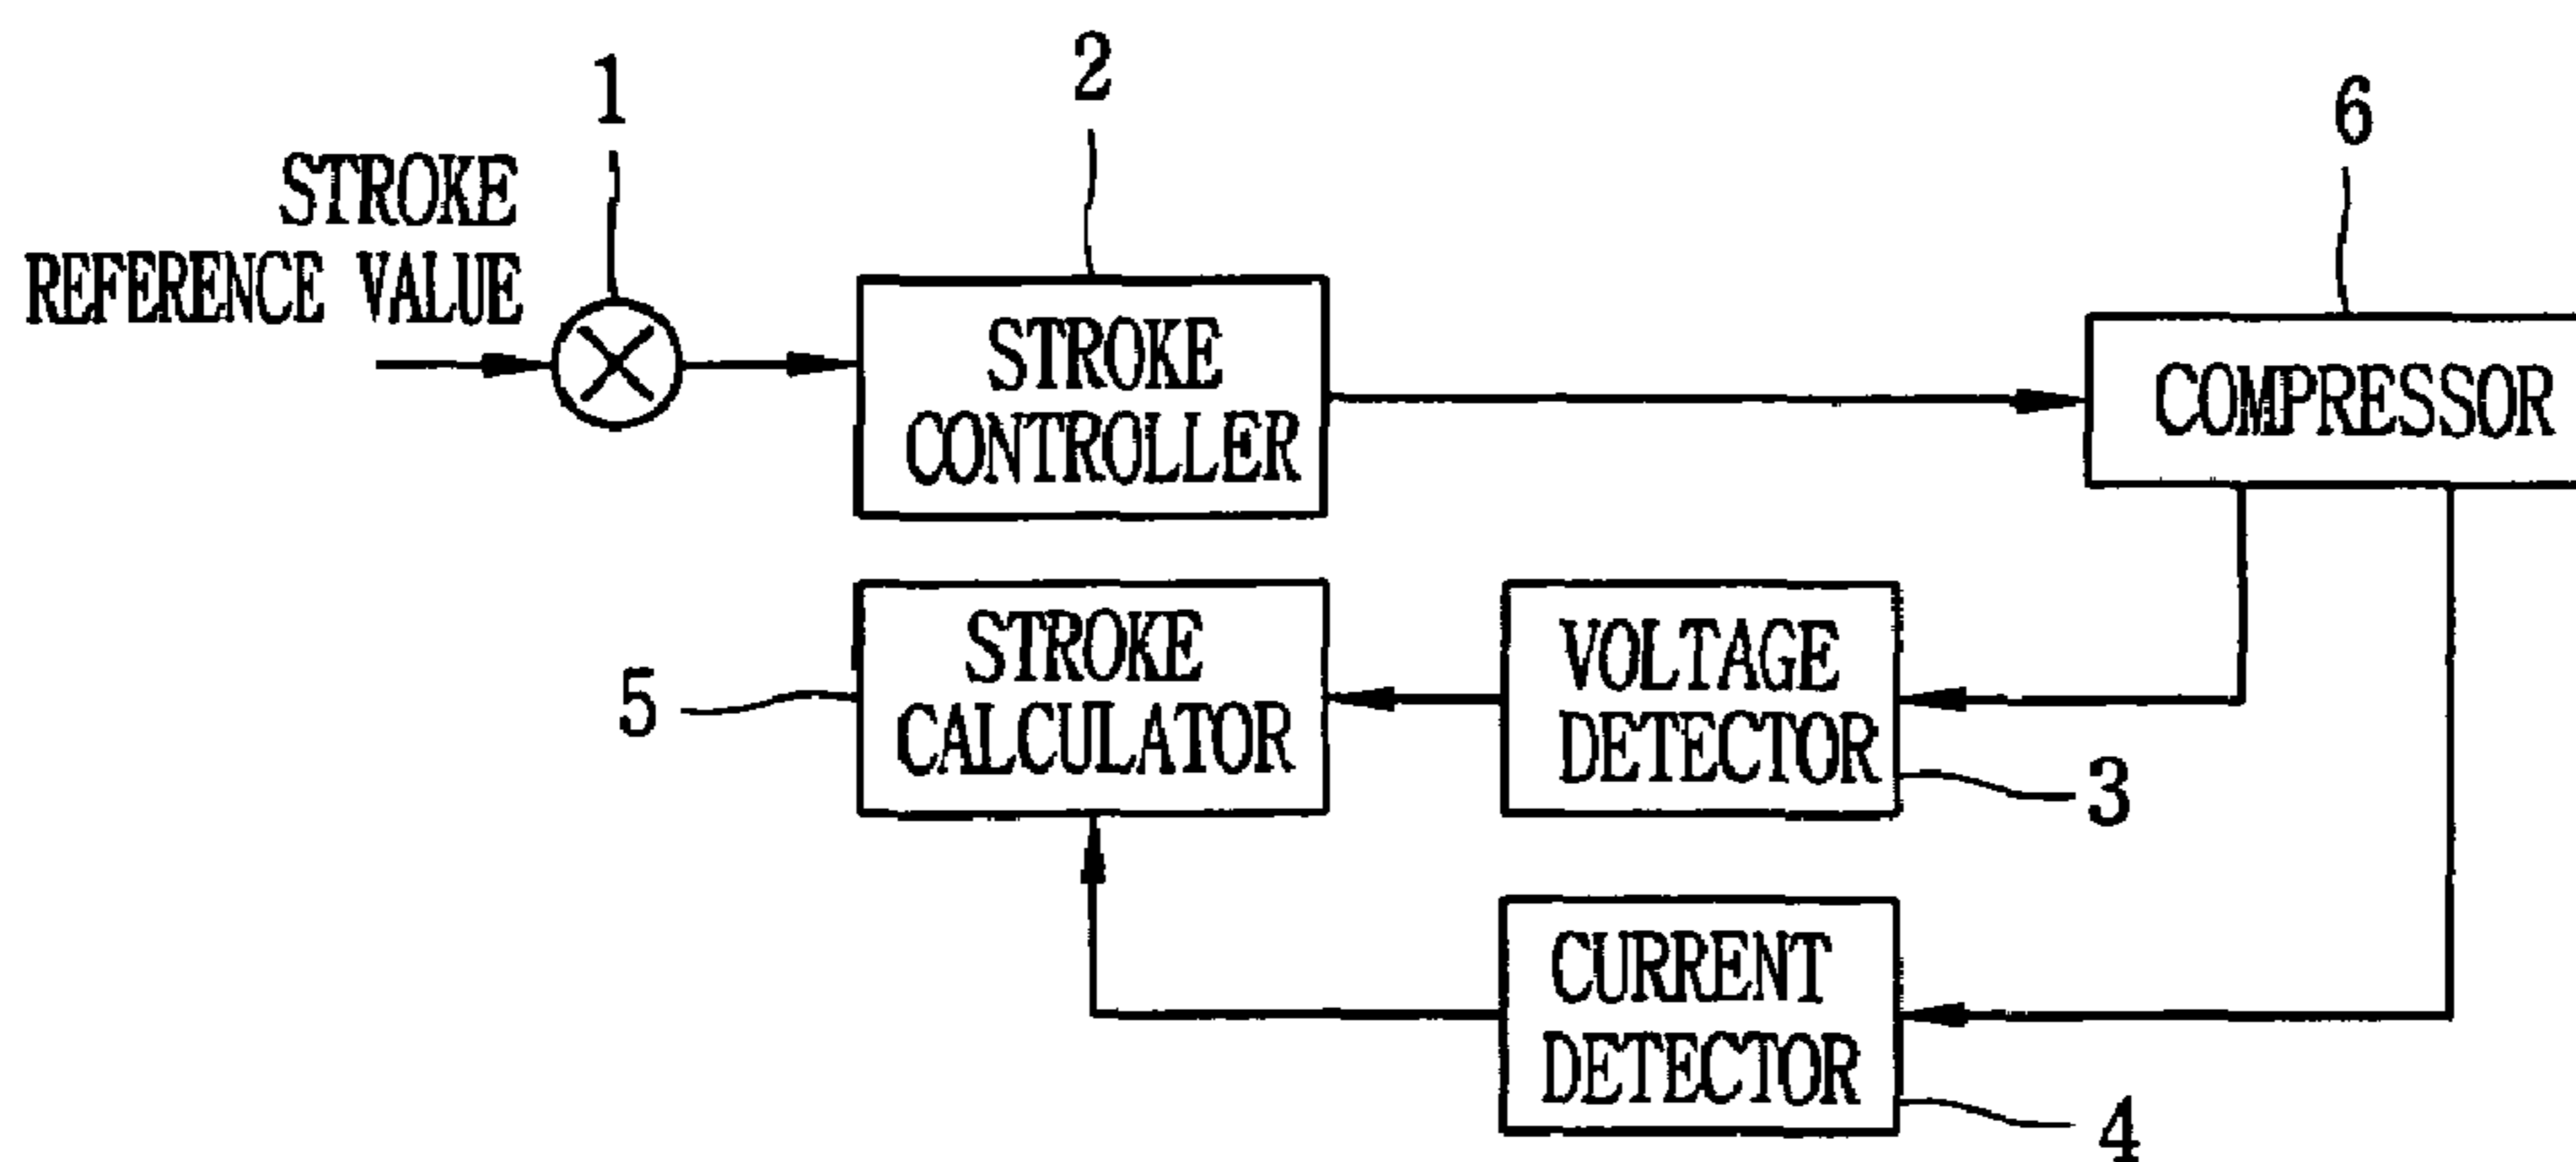 1
2
6
STROKE
REFERENCE VALUE
STROKE
CONTROLLER
COMPRESSOR
STROKE
CALCULATOR
5
VOLTAGE
DETECTOR
3
CURRENT
DETECTOR
4